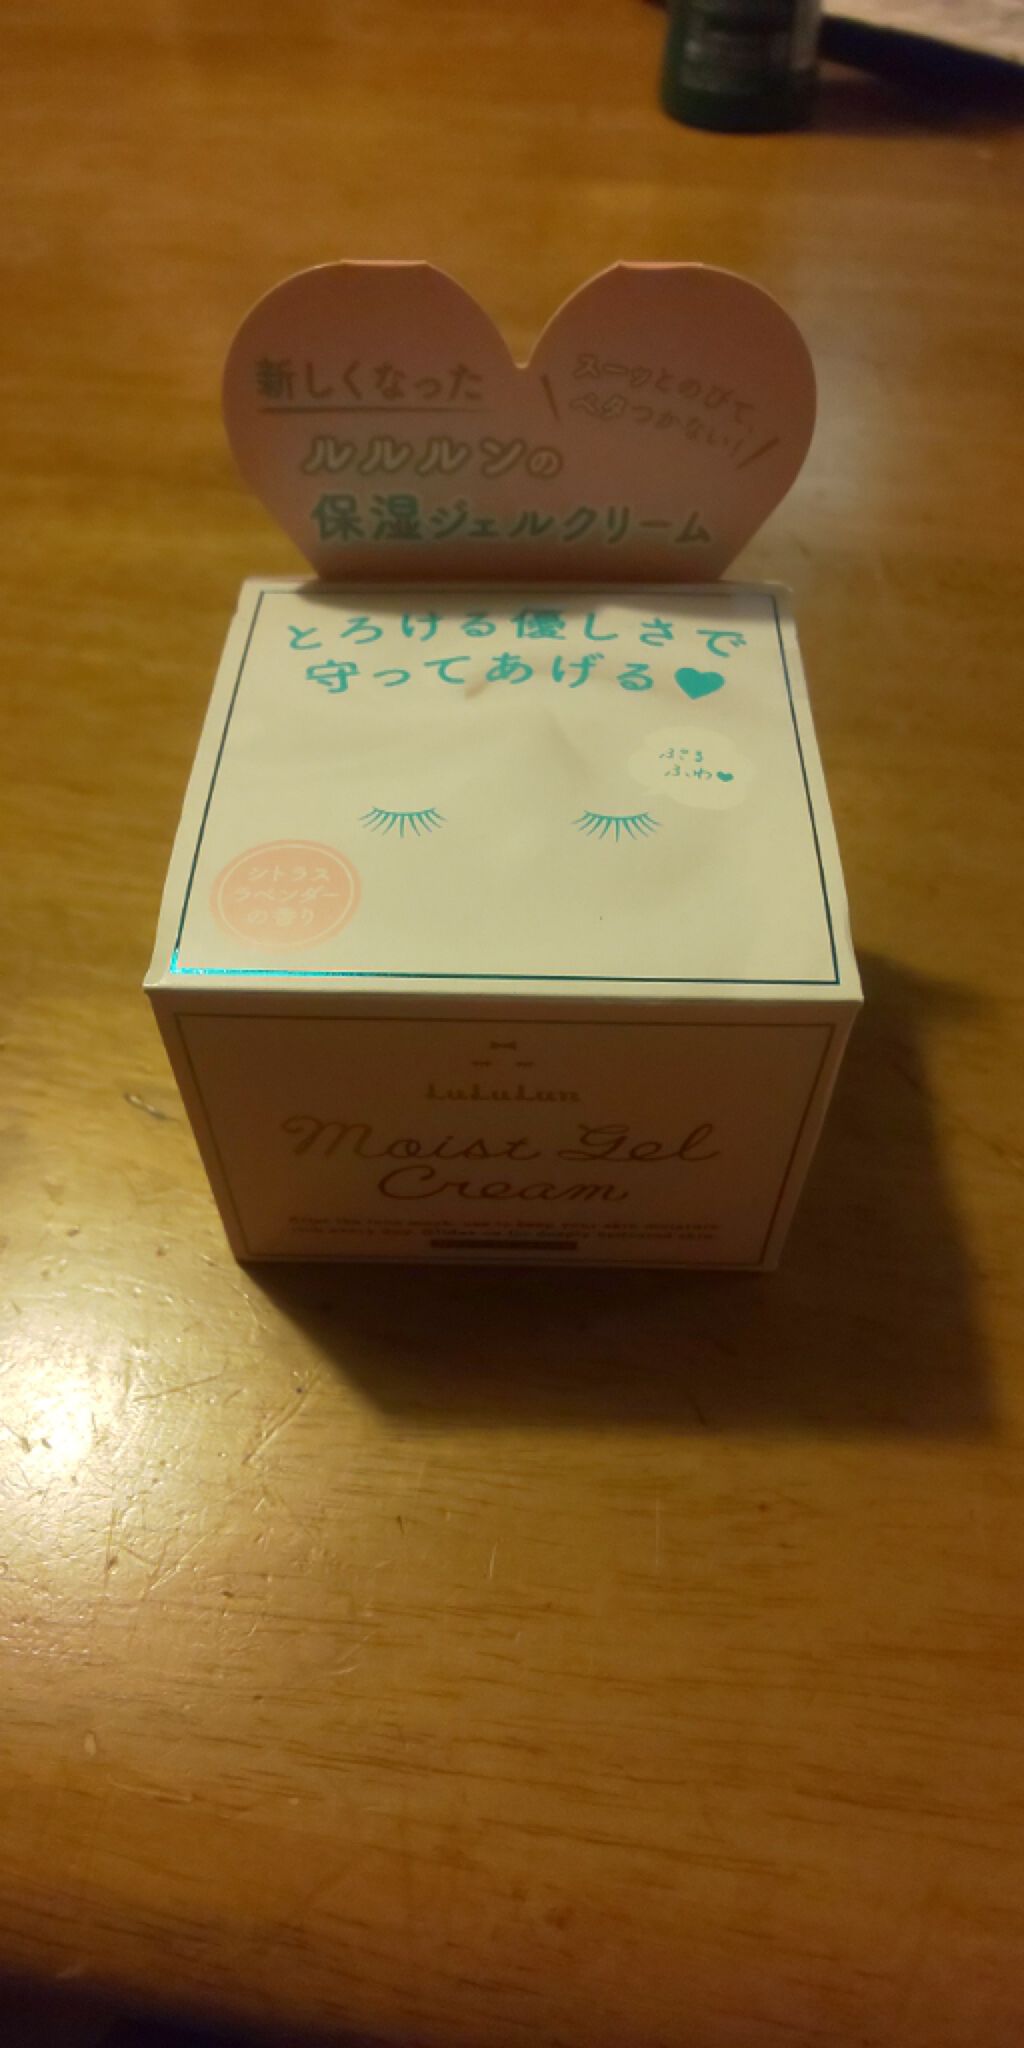 新しくなった
スーッとのびて、
ベタつかない!
ルルルンの
保湿ジェルクリーム
とろける優しさで
守ってあげる♥
ふわ♥
シトラス
ラベンダー
の香り
LuLuLun
Moist Gel
Cream